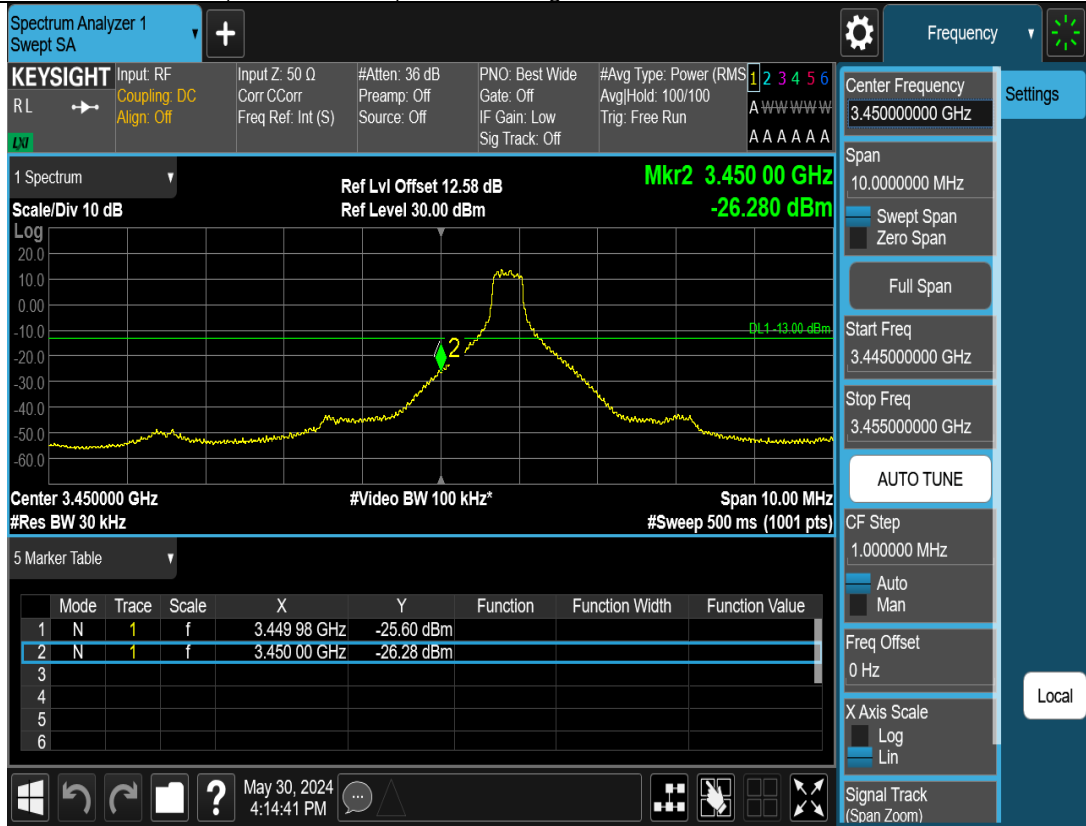 Spectrum Analyzer 1
Swept SA
+
Frequency
KEYSIGHT
R L
LXI
Input: RF
Coupling: DC
Align: Off
Input Z: 50 Ω
Corr CCorr
Freq Ref: Int (S)
#Atten: 36 dB
Preamp: Off
Source: Off
PNO: Best Wide
Gate: Off
IF Gain: Low
Sig Track: Off
#Avg Type: Power (RMS
Avg|Hold: 100/100
Trig: Free Run
1 2 3 4 5 6
A W W W W W
A A A A A A
1 Spectrum
Scale/Div 10 dB
Ref Lvl Offset 12.58 dB
Ref Level 30.00 dBm
Mkr2 3.450 00 GHz
-26.280 dBm
Log
20.0
10.0
0.00
-10.0
-20.0
-30.0
-40.0
-50.0
-60.0
DL1 -13.00 dBm
2
Center 3.450000 GHz
#Res BW 30 kHz
#Video BW 100 kHz*
Span 10.00 MHz
#Sweep 500 ms (1001 pts)
5 Marker Table
Mode Trace Scale X Y Function Function Width Function Value
1 N 1 f 3.449 98 GHz -25.60 dBm
2 N 1 f 3.450 00 GHz -26.28 dBm
3
4
5
6
?
May 30, 2024
4:14:41 PM
Center Frequency
3.450000000 GHz
Span
10.0000000 MHz
Swept Span
Zero Span
Full Span
Start Freq
3.445000000 GHz
Stop Freq
3.455000000 GHz
AUTO TUNE
CF Step
1.000000 MHz
Auto
Man
Freq Offset
0 Hz
X Axis Scale
Log
Lin
Signal Track
(Span Zoom)
Settings
Local